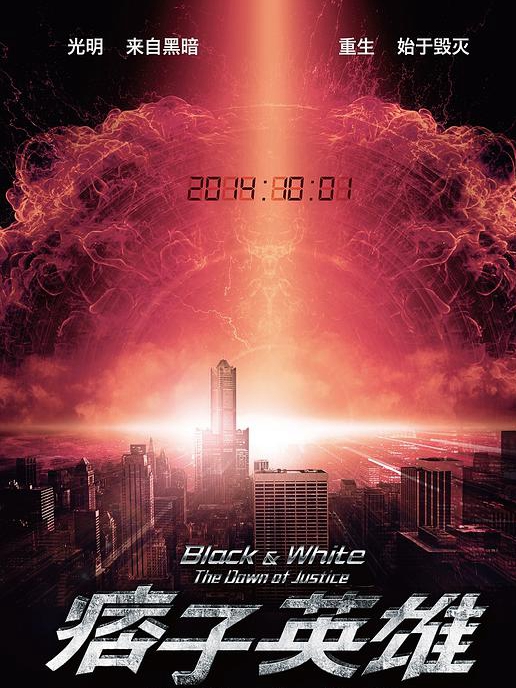 光明 来自黑暗 重生 始于毁灭
2014:10:01
Black & White
The Dawn of Justice
痞子英雄